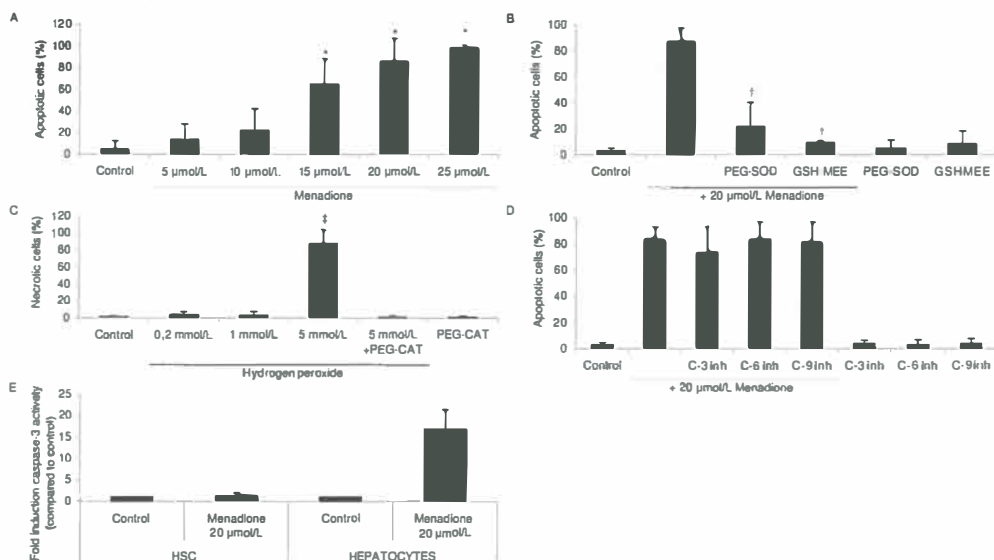 A
Apoptotic cells (%)
120
100
80
60
40
20
0
Control
5 µmol/L
10 µmol/L
15 µmol/L
20 µmol/L
25 µmol/L
Menadione
*
*
*
B
Apoptotic cells (%)
100
80
60
40
20
0
†
†
Control
PEG-SOD
GSH MEE
PEG-SOD
GSHMEE
+ 20 µmol/L Menadione
C
Necrotic cells (%)
120
100
80
60
40
20
0
‡
Control
0,2 mmol/L
1 mmol/L
5 mmol/L
5 mmol/L
+PEG-CAT
PEG-CAT
Hydrogen peroxide
D
Apoptotic cells (%)
100
80
60
40
20
0
Control
C-3 inh
C-6 inh
C-9 inh
C-3 inh
C-6 inh
C-9 inh
+ 20 µmol/L Menadione
E
Fold induction caspase-3 activety
(compared to control)
25
20
15
10
5
0
Control
Menadione
20 µmol/L
Control
Menadione
20 µmol/L
HSC
HEPATOCYTES